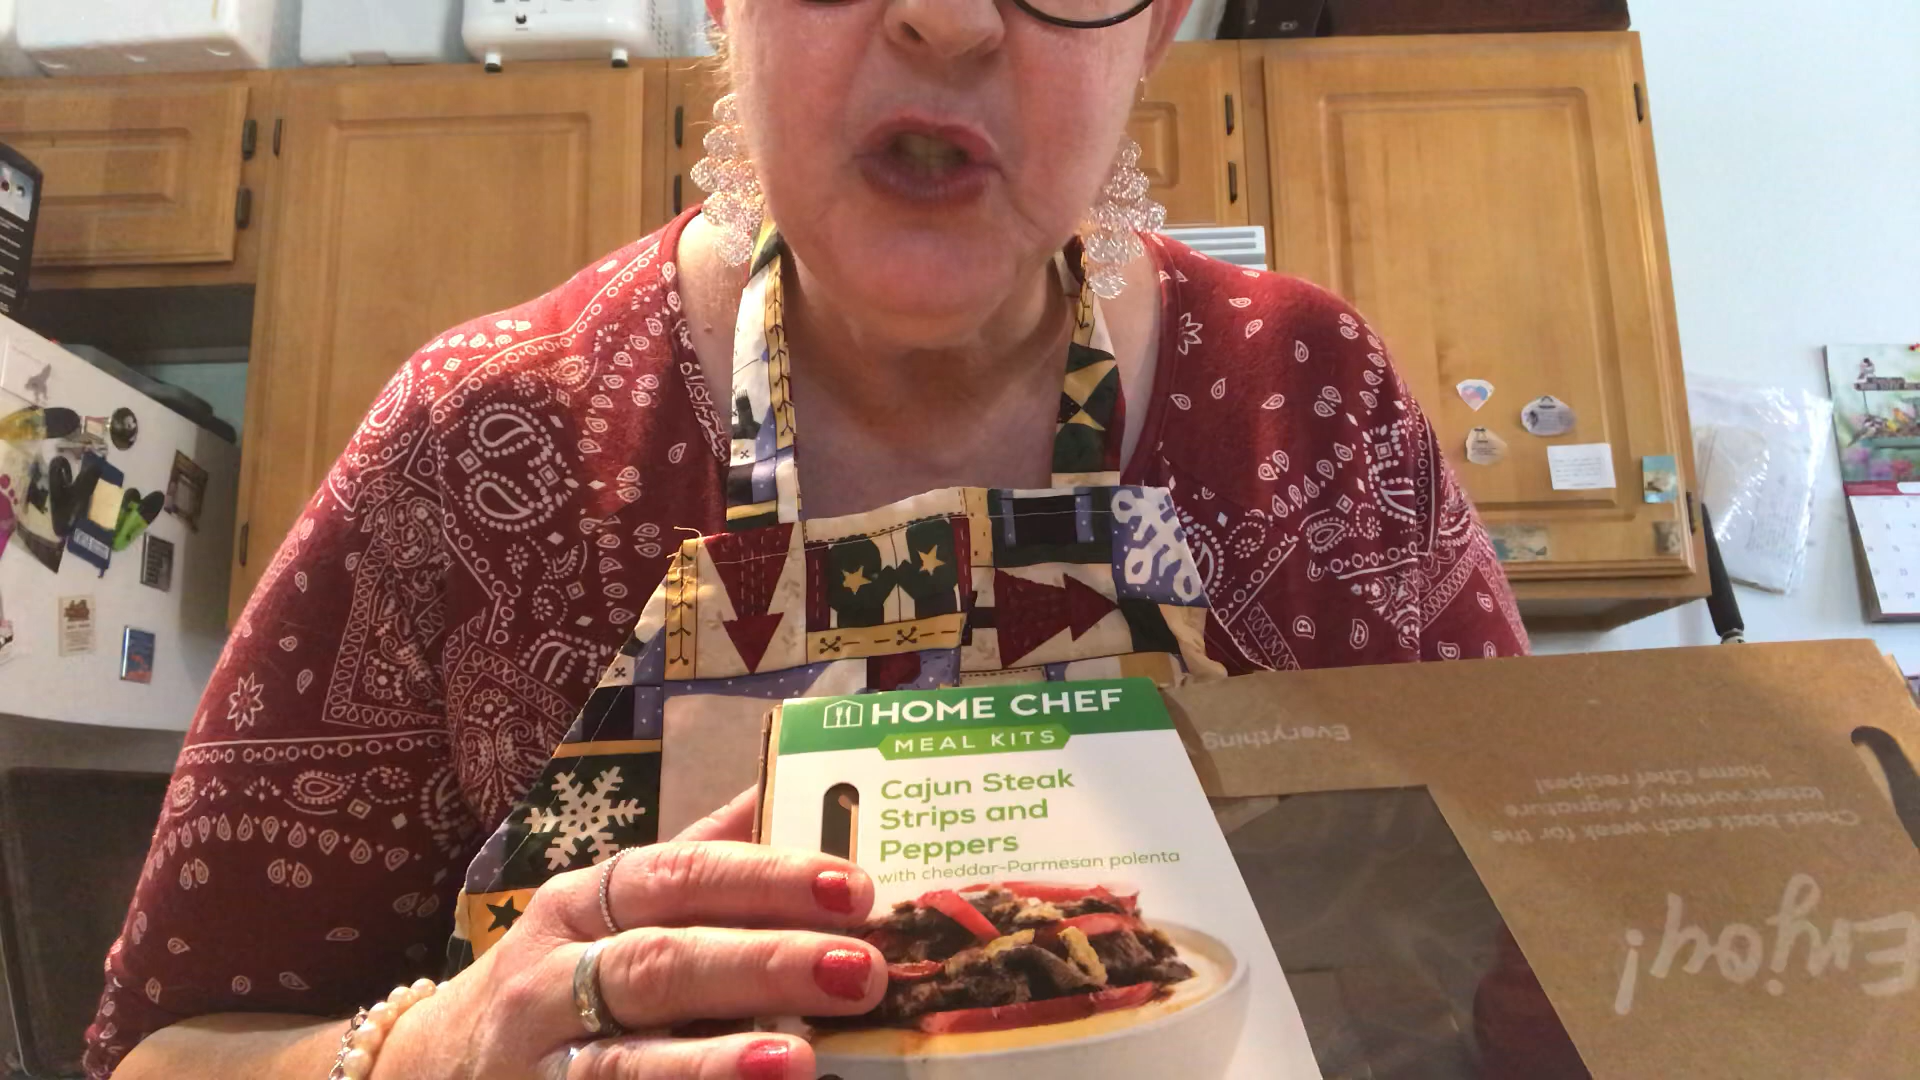 HOME CHEF
MEAL KITS
Cajun Steak
Strips and
Peppers
with cheddar-Parmesan polenta
Everything
Enjoy!
Check back each week for the
latest variety of signature
Home Chef recipes!